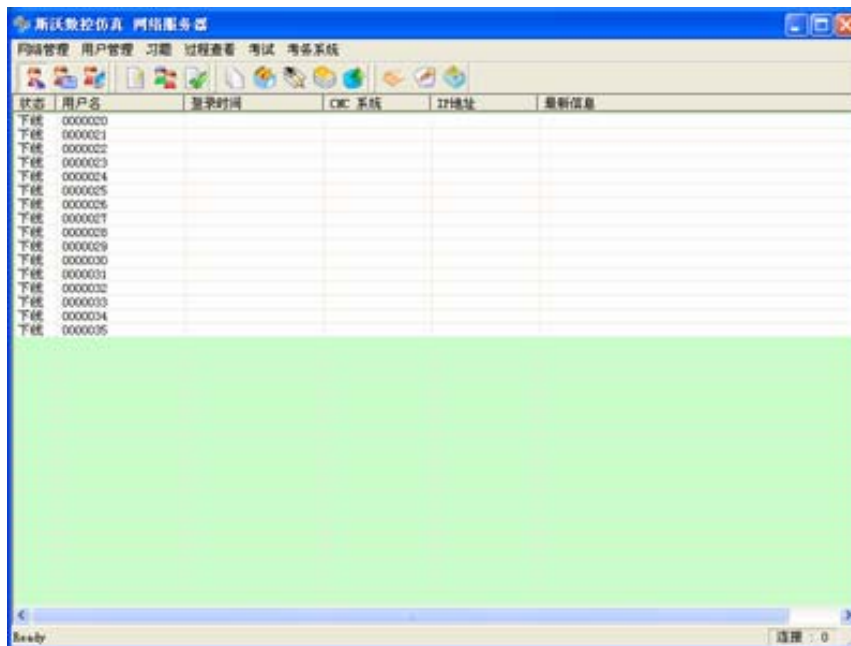 斯沃数控仿真 网络服务器
网络管理 用户管理 习题 过程查看 考试 考务系统
状态 用户名 登录时间 CNC 系统 IP地址 最新信息
下线 0000020
下线 0000021
下线 0000022
下线 0000023
下线 0000024
下线 0000025
下线 0000026
下线 0000027
下线 0000028
下线 0000029
下线 0000030
下线 0000031
下线 0000032
下线 0000033
下线 0000034
下线 0000035
Ready 连接 : 0